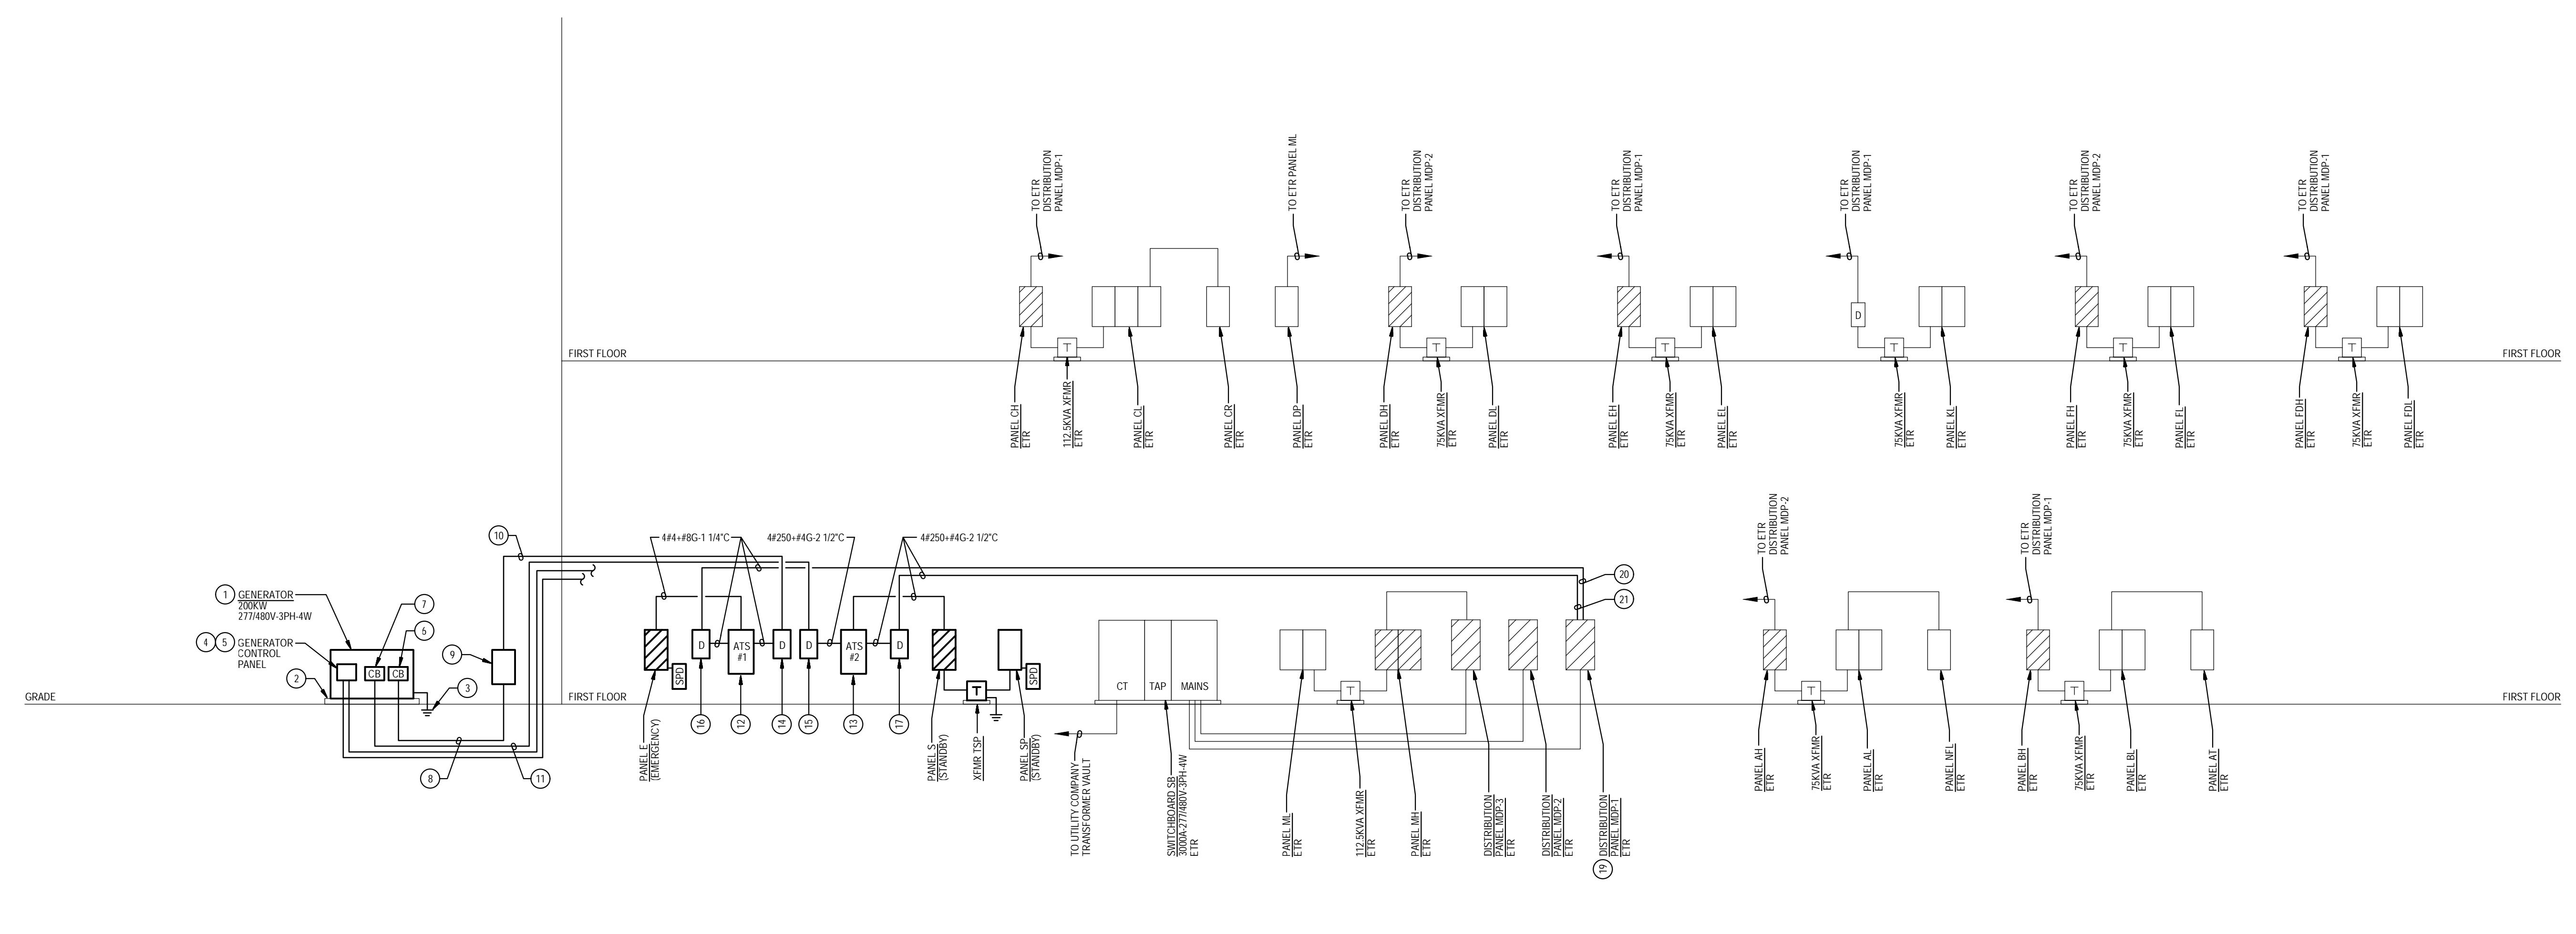 TO ETR
DISTRIBUTION
PANEL MDP-1
TO ETR PANEL ML
TO ETR
DISTRIBUTION
PANEL MDP-2
TO ETR
DISTRIBUTION
PANEL MDP-1
TO ETR
DISTRIBUTION
PANEL MDP-1
TO ETR
DISTRIBUTION
PANEL MDP-2
TO ETR
DISTRIBUTION
PANEL MDP-1
D
T
T
T
T
T
T
FIRST FLOOR
FIRST FLOOR
PANEL CH
ETR
112.5KVA XFMR
ETR
PANEL CL
ETR
PANEL CR
ETR
PANEL DP
ETR
PANEL DH
ETR
75KVA XFMR
ETR
PANEL DL
ETR
PANEL EH
ETR
75KVA XFMR
ETR
PANEL EL
ETR
75KVA XFMR
ETR
PANEL KL
ETR
PANEL FH
ETR
75KVA XFMR
ETR
PANEL FL
ETR
PANEL FDH
ETR
75KVA XFMR
ETR
PANEL FDL
ETR
TO ETR
DISTRIBUTION
PANEL MDP-2
TO ETR
DISTRIBUTION
PANEL MDP-1
10
4#4+#8G-1 1/4"C
4#250+#4G-2 1/2"C
4#250+#4G-2 1/2"C
20
21
1
GENERATOR
200KW
277/480V-3PH-4W
4
5
GENERATOR
CONTROL
PANEL
7
6
9
2
3
CB
CB
D
ATS
#1
D
D
ATS
#2
D
SPD
SPD
T
CT
TAP
MAINS
T
T
T
GRADE
FIRST FLOOR
FIRST FLOOR
16
12
14
15
13
17
8
11
PANEL E
(EMERGENCY)
PANEL S
(STANDBY)
XFMR TSP
PANEL SP
(STANDBY)
TO UTILITY COMPANY
TRANSFORMER VAULT
SWITCHBOARD SB
3000A-277/480V-3PH-4W
ETR
PANEL ML
ETR
112.5KVA XFMR
ETR
PANEL MH
ETR
DISTRIBUTION
PANEL MDP-3
ETR
DISTRIBUTION
PANEL MDP-2
ETR
DISTRIBUTION
PANEL MDP-1
ETR
19
PANEL AH
ETR
75KVA XFMR
ETR
PANEL AL
ETR
PANEL NFL
ETR
PANEL BH
ETR
75KVA XFMR
ETR
PANEL BL
ETR
PANEL AT
ETR